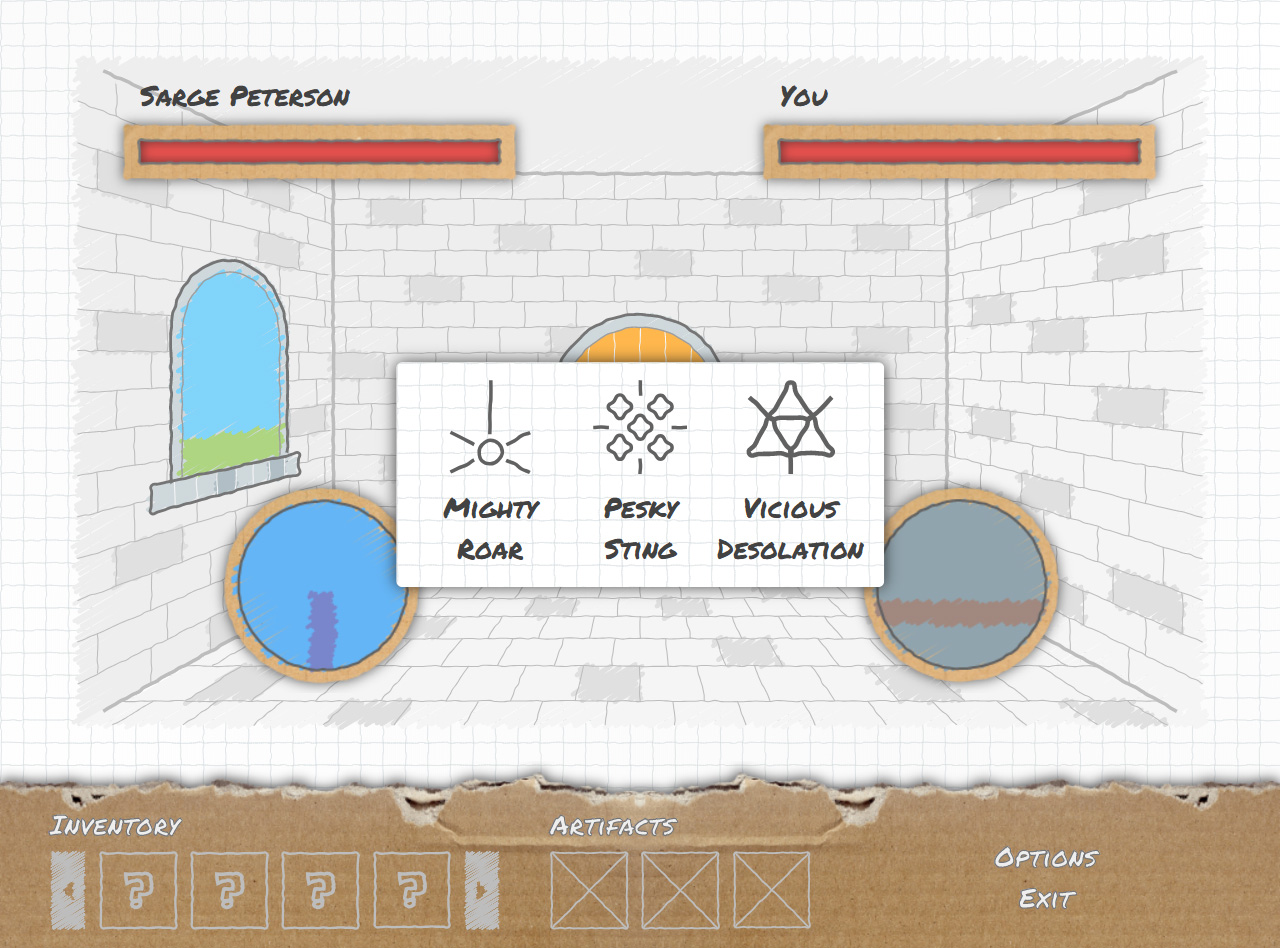 Sarge Peterson
You
Mighty
Roar
Pesky
Sting
Vicious
Desolation
Inventory
? ? ? ?
Artifacts
Options
Exit